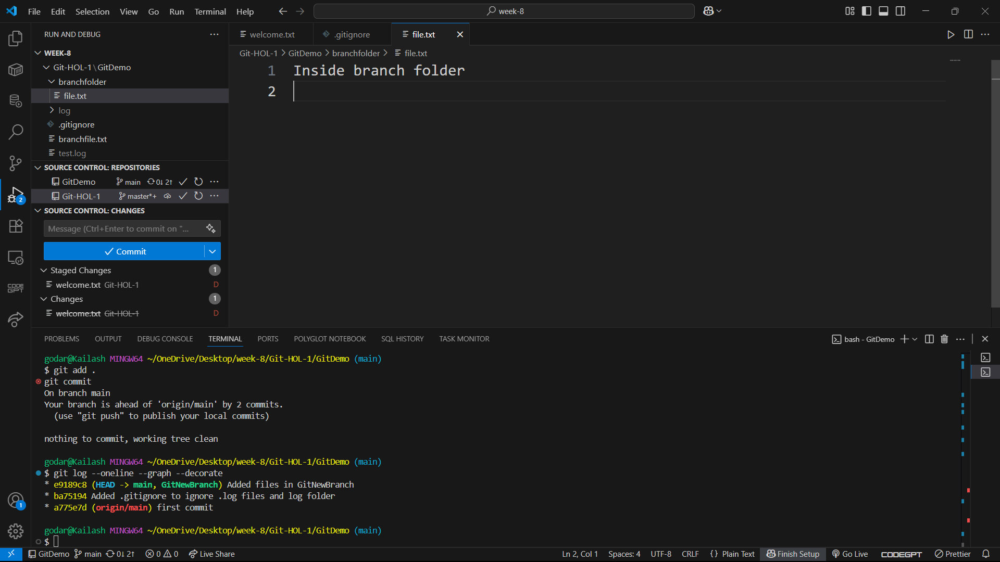 File Edit Selection View Go Run Terminal Help
week-8
RUN AND DEBUG
WEEK-8
Git-HOL-1\GitDemo
branchfolder
file.txt
log
.gitignore
branchfile.txt
test.log
SOURCE CONTROL: REPOSITORIES
GitDemo main 0↓ 2↑
Git-HOL-1 master*+
SOURCE CONTROL: CHANGES
Message (Ctrl+Enter to commit on "...
Commit
Staged Changes 1
welcome.txt Git-HOL-1 D
Changes 1
welcome.txt Git-HOL-1 D
2
CODE GPT
1
welcome.txt .gitignore file.txt
Git-HOL-1 > GitDemo > branchfolder > file.txt
1 Inside branch folder
2
PROBLEMS OUTPUT DEBUG CONSOLE TERMINAL PORTS POLYGLOT NOTEBOOK SQL HISTORY TASK MONITOR
bash - GitDemo
godar@Kailash MINGW64 ~/OneDrive/Desktop/week-8/Git-HOL-1/GitDemo (main)
$ git add .
git commit
On branch main
Your branch is ahead of 'origin/main' by 2 commits.
(use "git push" to publish your local commits)
nothing to commit, working tree clean
godar@Kailash MINGW64 ~/OneDrive/Desktop/week-8/Git-HOL-1/GitDemo (main)
$ git log --oneline --graph --decorate
* e9189c8 (HEAD -> main, GitNewBranch) Added files in GitNewBranch
* ba75194 Added .gitignore to ignore .log files and log folder
* a775e7d (origin/main) first commit
godar@Kailash MINGW64 ~/OneDrive/Desktop/week-8/Git-HOL-1/GitDemo (main)
$
GitDemo main 0↓ 2↑ 0 0 Live Share Ln 2, Col 1 Spaces: 4 UTF-8 CRLF {} Plain Text Finish Setup Go Live CODEGPT Prettier